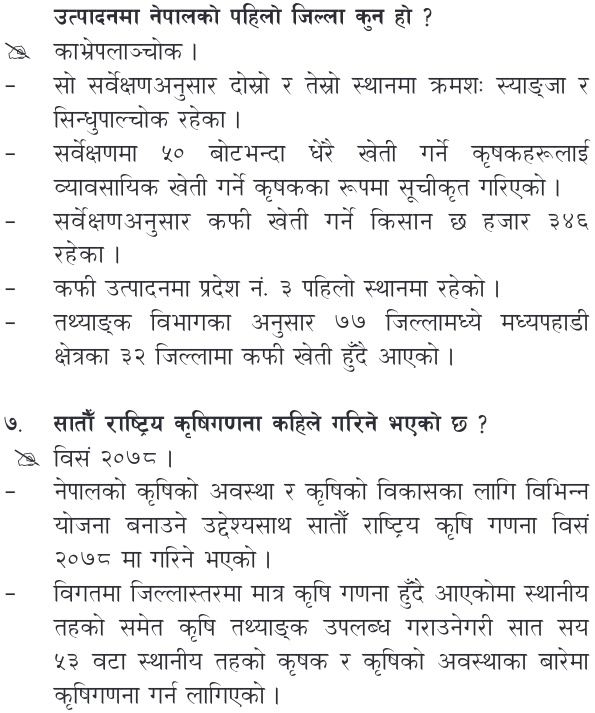 उत्पादनमा नेपालको पहिलो जिल्ला कुन हो ?
काभ्रेपलाञ्चोक ।
– सो सर्वेक्षणअनुसार दोस्रो र तेस्रो स्थानमा क्रमशः स्याङ्जा र
सिन्धुपाल्चोक रहेका ।
– सर्वेक्षणमा ५० बोटभन्दा धेरै खेती गर्ने कृषकहरूलाई
व्यावसायिक खेती गर्ने कृषकका रूपमा सूचीकृत गरिएको ।
– सर्वेक्षणअनुसार कफी खेती गर्ने किसान छ हजार ३४६
रहेका ।
– कफी उत्पादनमा प्रदेश नं. ३ पहिलो स्थानमा रहेको ।
– तथ्याङ्क विभागका अनुसार ७७ जिल्लामध्ये मध्यपहाडी
क्षेत्रका ३२ जिल्लामा कफी खेती हुँदै आएको ।
७. सातौँ राष्ट्रिय कृषिगणना कहिले गरिने भएको छ ?
विसं २०७८ ।
– नेपालको कृषिको अवस्था र कृषिको विकासका लागि विभिन्न
योजना बनाउने उद्देश्यसाथ सातौँ राष्ट्रिय कृषि गणना विसं
२०७८ मा गरिने भएको ।
– विगतमा जिल्लास्तरमा मात्र कृषि गणना हुँदै आएकोमा स्थानीय
तहको समेत कृषि तथ्याङ्क उपलब्ध गराउनेगरी सात सय
५३ वटा स्थानीय तहको कृषक र कृषिको अवस्थाका बारेमा
कृषिगणना गर्न लागिएको ।